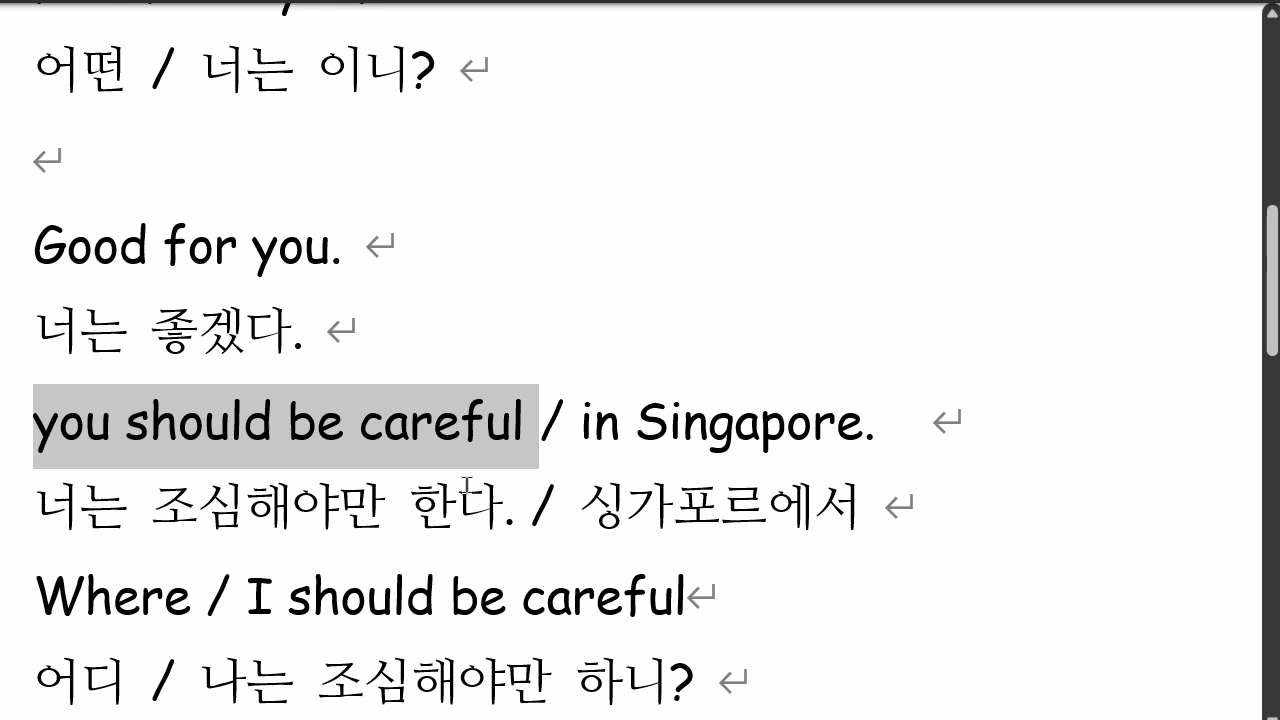 어떤 / 너는 이니? ↵
↵
Good for you. ↵
너는 좋겠다. ↵
you should be careful / in Singapore. ↵
너는 조심해야만 한다. / 싱가포르에서 ↵
Where / I should be careful↵
어디 / 나는 조심해야만 하니? ↵